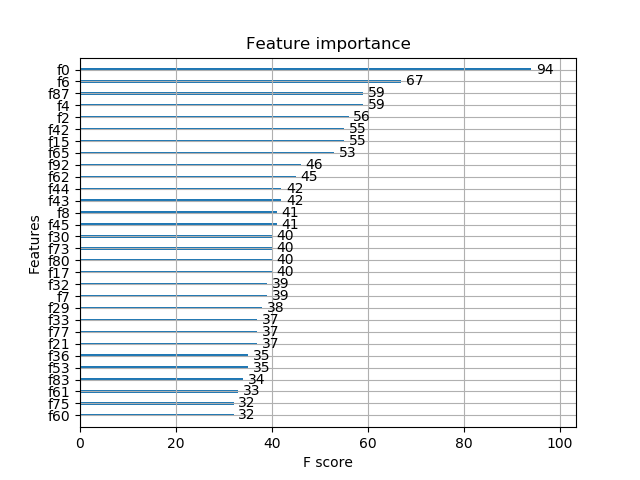 Feature importance
f0 94
f6 67
f87 59
f4 59
f2 56
f42 55
f15 55
f65 53
f92 46
f62 45
f44 42
f43 42
f8 41
f45 41
f30 40
f73 40
f80 40
f17 40
f32 39
f7 39
f29 38
f33 37
f77 37
f21 37
f36 35
f53 35
f83 34
f61 33
f75 32
f60 32
Features
0 20 40 60 80 100
F score